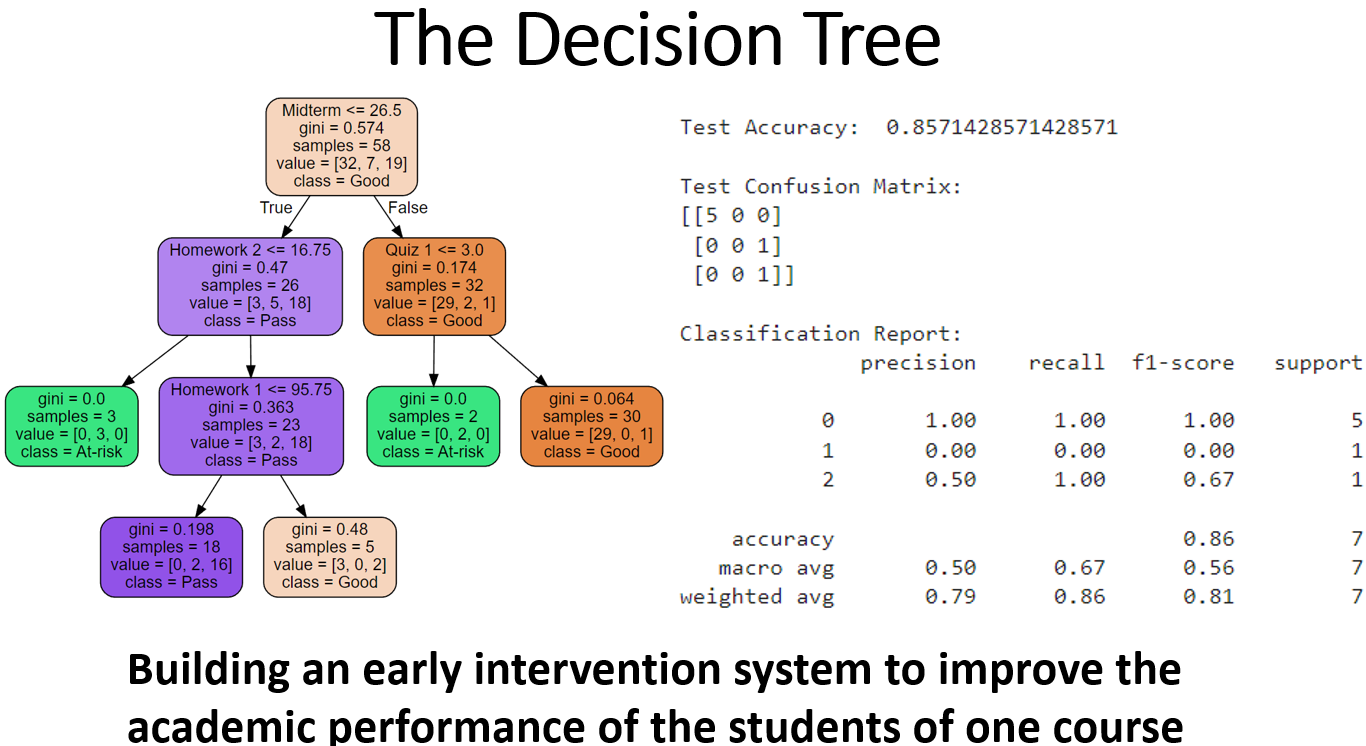 The Decision Tree
Midterm <= 26.5
gini = 0.574
samples = 58
value = [32, 7, 19]
class = Good
True
False
Homework 2 <= 16.75
gini = 0.47
samples = 26
value = [3, 5, 18]
class = Pass
Quiz 1 <= 3.0
gini = 0.174
samples = 32
value = [29, 2, 1]
class = Good
gini = 0.0
samples = 3
value = [0, 3, 0]
class = At-risk
Homework 1 <= 95.75
gini = 0.363
samples = 23
value = [3, 2, 18]
class = Pass
gini = 0.0
samples = 2
value = [0, 2, 0]
class = At-risk
gini = 0.064
samples = 30
value = [29, 0, 1]
class = Good
gini = 0.198
samples = 18
value = [0, 2, 16]
class = Pass
gini = 0.48
samples = 5
value = [3, 0, 2]
class = Good
Test Accuracy:  0.8571428571428571
Test Confusion Matrix:
[[5 0 0]
[0 0 1]
[0 0 1]]
Classification Report:
precision recall f1-score support
0 1.00 1.00 1.00 5
1 0.00 0.00 0.00 1
2 0.50 1.00 0.67 1
accuracy 0.86 7
macro avg 0.50 0.67 0.56 7
weighted avg 0.79 0.86 0.81 7
Building an early intervention system to improve the
academic performance of the students of one course